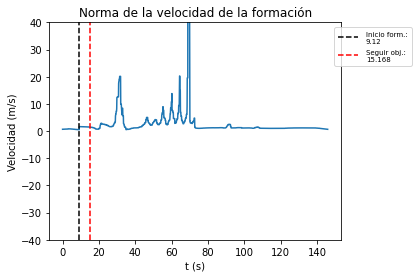 Norma de la velocidad de la formación
Inicio form.:
9.12
Seguir obj.:
15.168
Velocidad (m/s)
40
30
20
10
0
−10
−20
−30
−40
0 20 40 60 80 100 120 140
t (s)